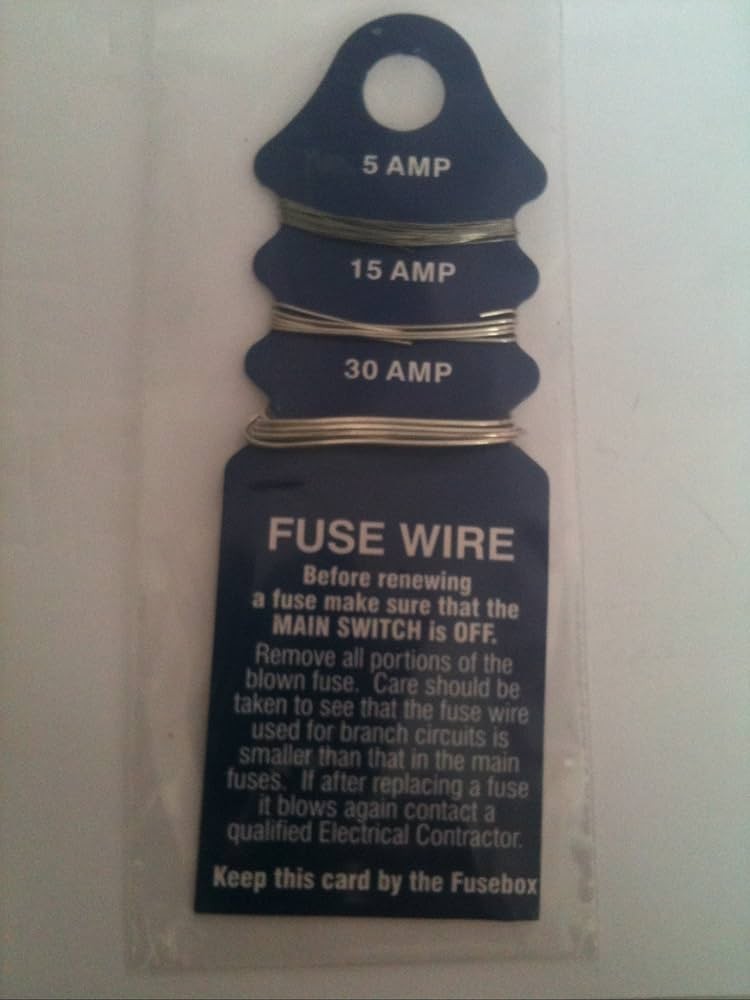 5 AMP
15 AMP
30 AMP
FUSE WIRE
Before renewing
a fuse make sure that the
MAIN SWITCH is OFF.
Remove all portions of the
blown fuse. Care should be
taken to see that the fuse wire
used for branch circuits is
smaller than that in the main
fuses. If after replacing a fuse
it blows again contact a
qualified Electrical Contractor.
Keep this card by the Fusebox